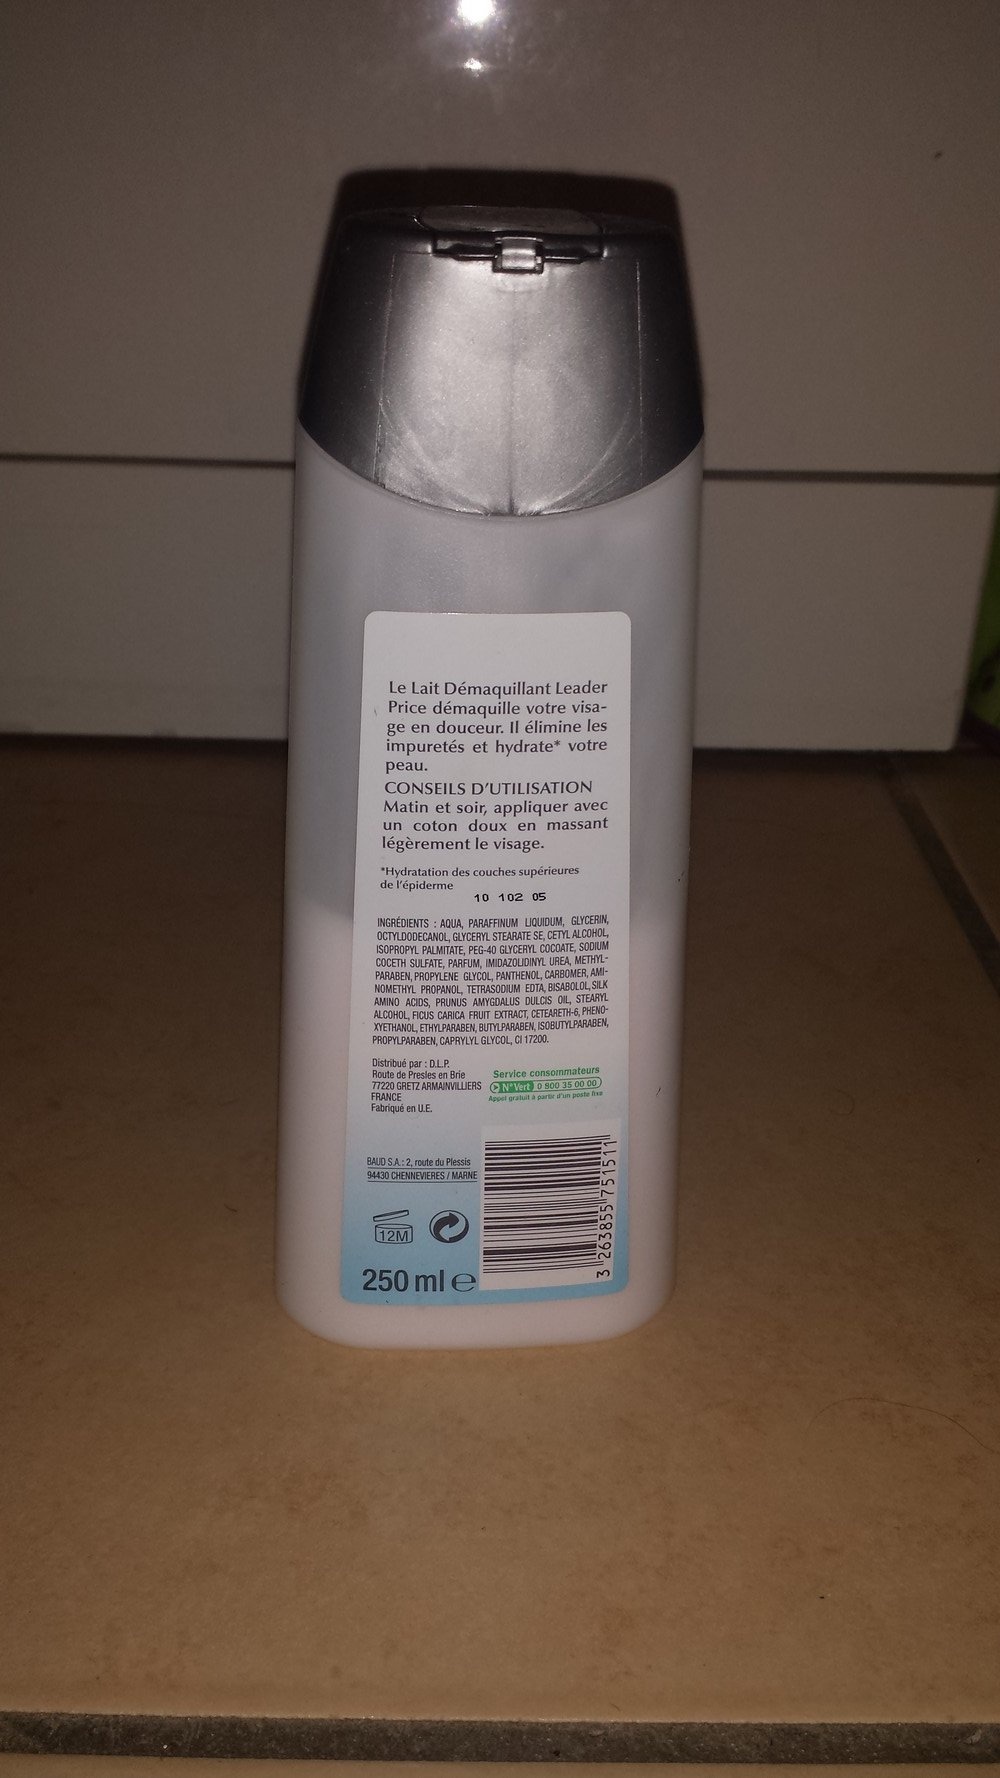 Le Lait Démaquillant Leader
Price démaquille votre visa-
ge en douceur. Il élimine les
impuretés et hydrate* votre
peau.
CONSEILS D'UTILISATION
Matin et soir, appliquer avec
un coton doux en massant
légèrement le visage.
*Hydratation des couches supérieures
de l'épiderme
10 102 05
INGRÉDIENTS : AQUA, PARAFFINUM LIQUIDUM, GLYCERIN,
OCTYLDODECANOL, GLYCERYL STEARATE SE, CETYL ALCOHOL,
ISOPROPYL PALMITATE, PEG-40 GLYCERYL COCOATE, SODIUM
COCETH SULFATE, PARFUM, IMIDAZOLIDINYL UREA, METHYL-
PARABEN, PROPYLENE GLYCOL, PANTHENOL, CARBOMER, AMI-
NOMETHYL PROPANOL, TETRASODIUM EDTA, BISABOLOL, SILK
AMINO ACIDS, PRUNUS AMYGDALUS DULCIS OIL, STEARYL
ALCOHOL, FICUS CARICA FRUIT EXTRACT, CETEARETH-6, PHENO-
XYETHANOL, ETHYLPARABEN, BUTYLPARABEN, ISOBUTYLPARABEN,
PROPYLPARABEN, CAPRYLYL GLYCOL, CI 17200.
Distribué par : D.L.P.
Route de Presles en Brie
77220 GRETZ ARMAINVILLIERS
FRANCE
Fabriqué en U.E.
Service consommateurs
N° Vert 0 800 35 00 00
Appel gratuit à partir d'un poste fixe
BAUD S.A. : 2, route du Plessis
94430 CHENNEVIERES / MARNE
12M
250 ml e
3 263855 751511